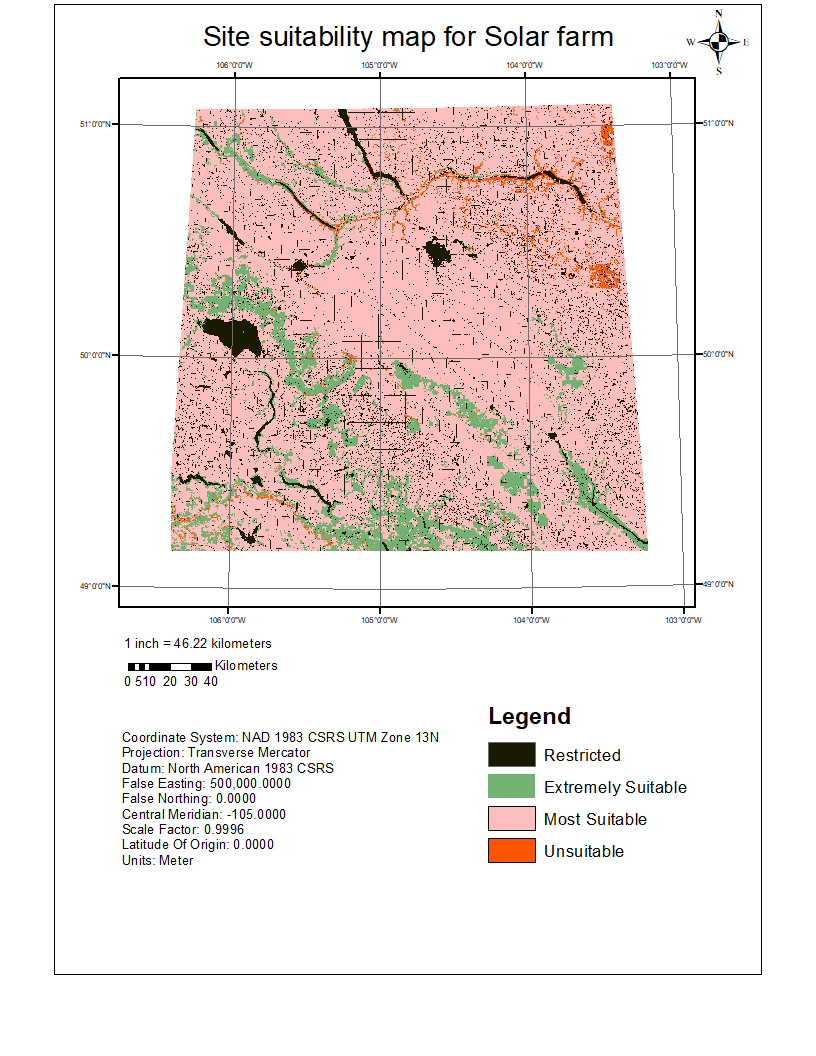 Site suitability map for Solar farm
N
W E
S
106°0'0"W 105°0'0"W 104°0'0"W 103°0'0"W
51°0'0"N 51°0'0"N
50°0'0"N 50°0'0"N
49°0'0"N 49°0'0"N
106°0'0"W 105°0'0"W 104°0'0"W 103°0'0"W
1 inch = 46.22 kilometers
Kilometers
0 510 20 30 40
Coordinate System: NAD 1983 CSRS UTM Zone 13N
Projection: Transverse Mercator
Datum: North American 1983 CSRS
False Easting: 500,000.0000
False Northing: 0.0000
Central Meridian: -105.0000
Scale Factor: 0.9996
Latitude Of Origin: 0.0000
Units: Meter
Legend
Restricted
Extremely Suitable
Most Suitable
Unsuitable